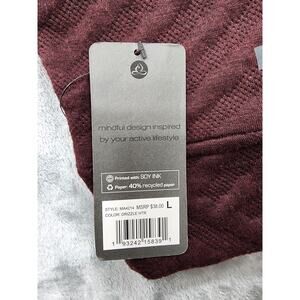 mindful design inspired
by your active lifestyle
Printed with SOY INK
Paper: 40% recycled paper
STYLE: MA4214 MSRP $38.00 L
COLOR: GRIZZLE HTR
1 93242 15839 1